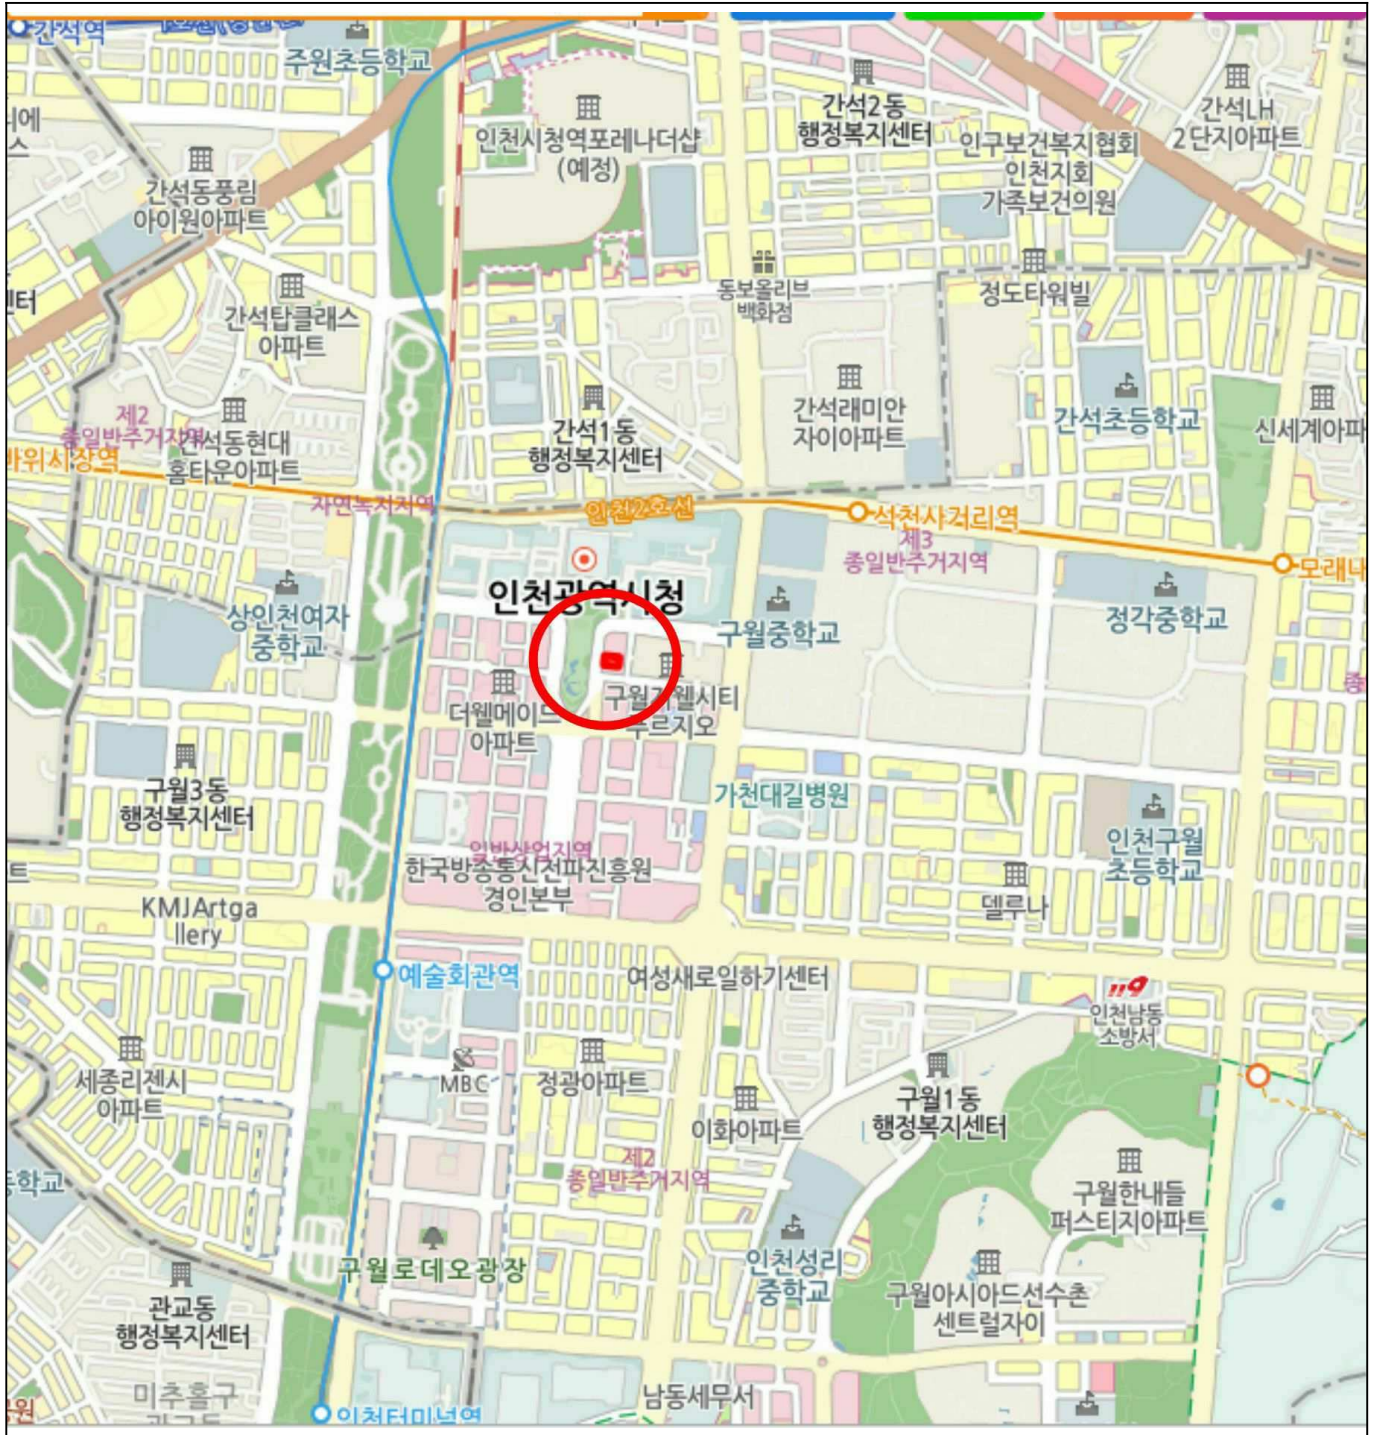 간석역
주원초등학교
간석2동
행정복지센터
간석LH
2단지아파트
인천시청역포레나더샵
(예정)
인구보건복지협회
인천지회
가족보건의원
간석동풍림
아이원아파트
동보올리브
백화점
정도타워빌
간석탑클래스
아파트
간석래미안
자이아파트
간석초등학교
신세계아파
제2
종일반주거지역
간석동현대
홈타운아파트
간석1동
행정복지센터
바위시장역
자연녹지지역
인천2호선
석천사거리역
제3
종일반주거지역
모래내
인천광역시청
상인천여자
중학교
구월중학교
정각중학교
더웰메이드
아파트
구월지웰시티
푸르지오
종
구월3동
행정복지센터
가천대길병원
인천구월
초등학교
일반상업지역
한국방송통신전파진흥원
경인본부
델루나
KMJArtga
llery
예술회관역
여성새로일하기센터
119
인천남동
소방서
세종리젠시
아파트
MBC
정광아파트
구월1동
행정복지센터
이화아파트
제2
종일반주거지역
구월한내들
퍼스티지아파트
등학교
구월로데오광장
인천성리
중학교
구월아시아드선수촌
센트럴자이
관교동
행정복지센터
미추홀구
남동세무서
인천터미널역